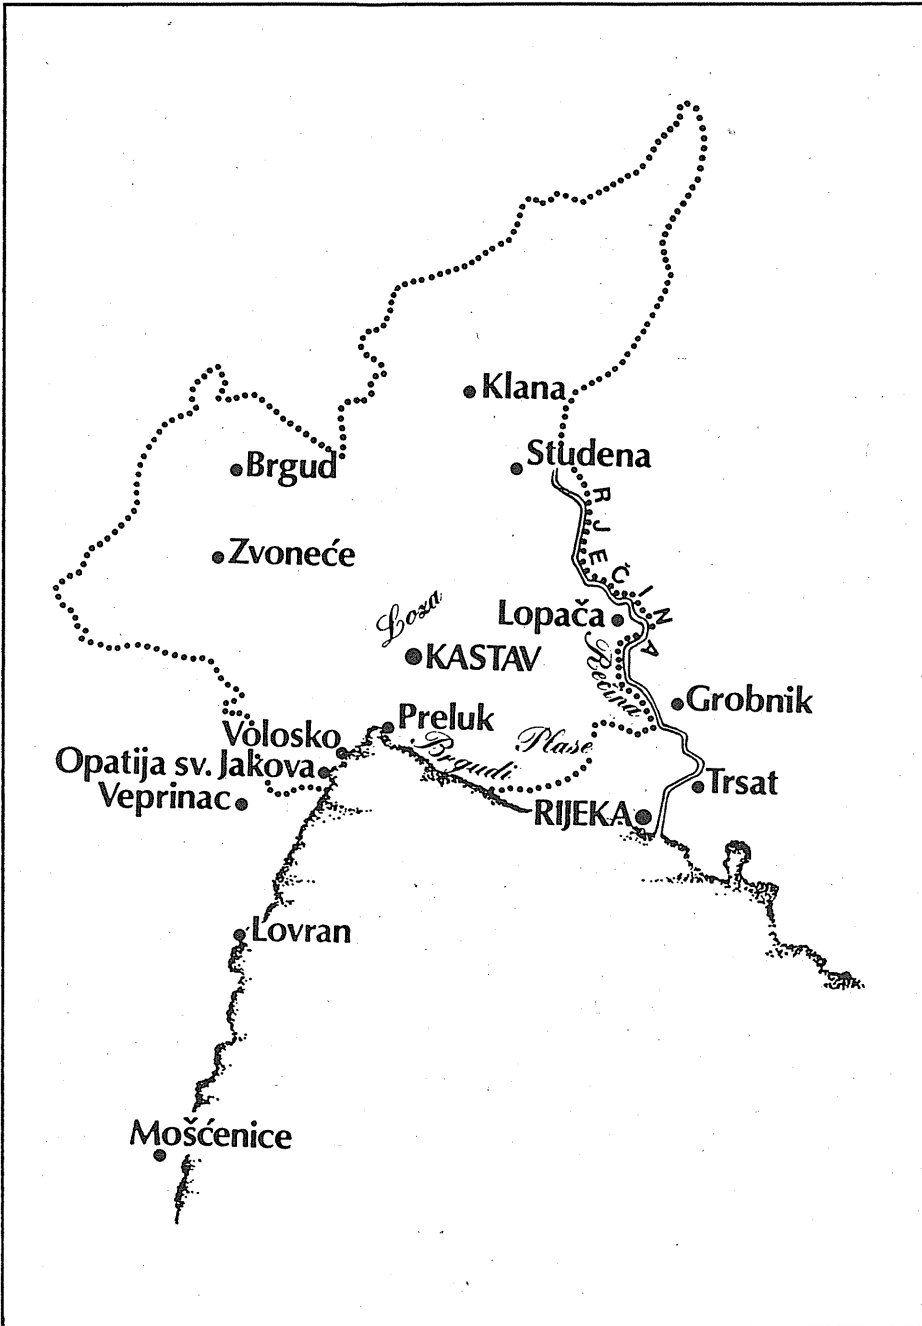 Klana
Studena
Brgud
RJEČINA
Zvoneće
Loza
Lopača
KASTAV
Rečina
Grobnik
Preluk
Volosko
Brgudi
Plase
Opatija sv. Jakova
Trsat
Veprinac
RIJEKA
Lovran
Mošćenice